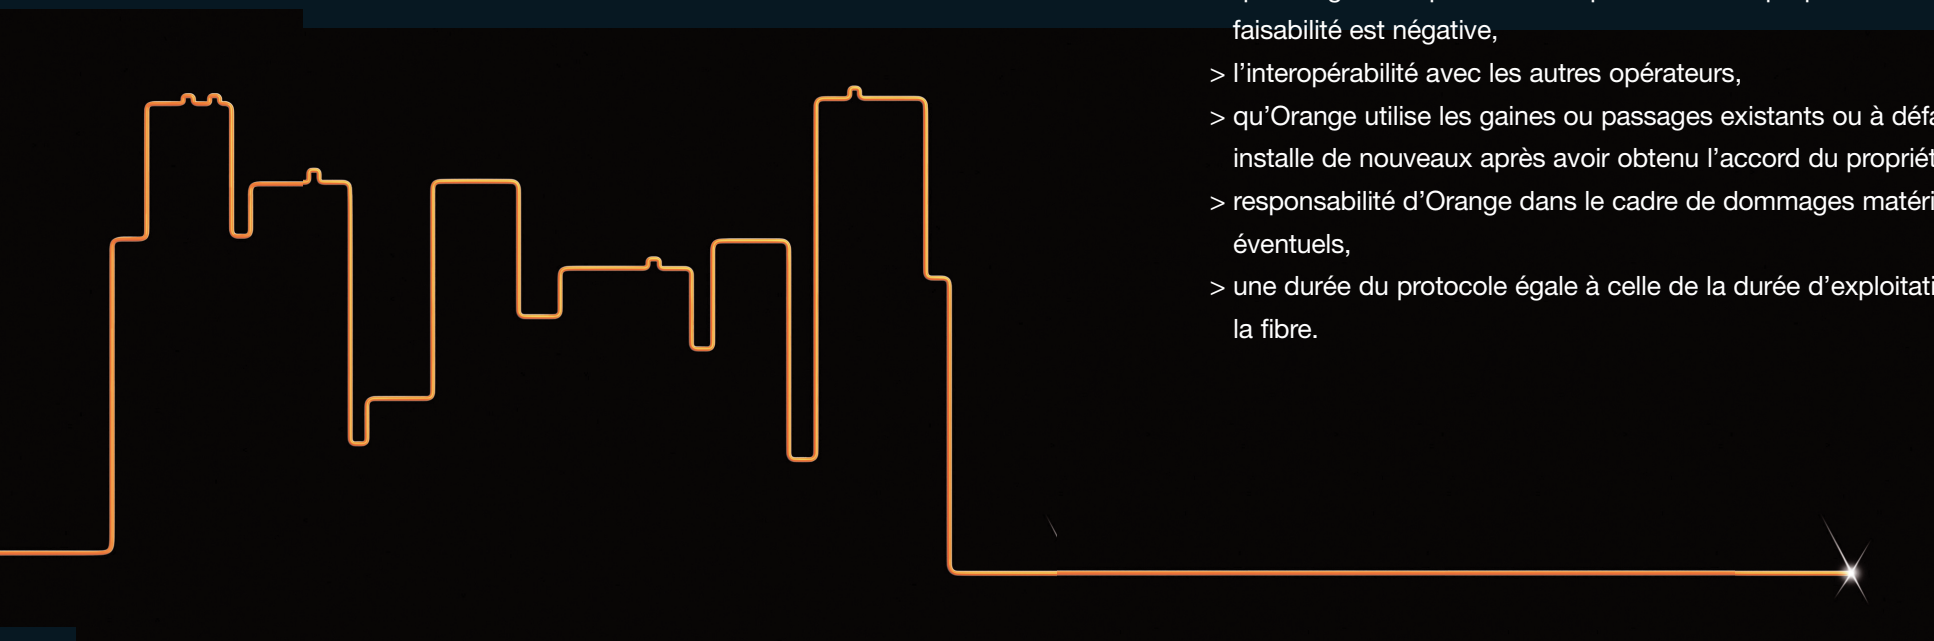 faisabilité est négative,
> l’interopérabilité avec les autres opérateurs,
> qu’Orange utilise les gaines ou passages existants ou à
installe de nouveaux après avoir obtenu l’accord du
> responsabilité d’Orange dans le cadre de dommages
éventuels,
> une durée du protocole égale à celle de la durée
la fibre.